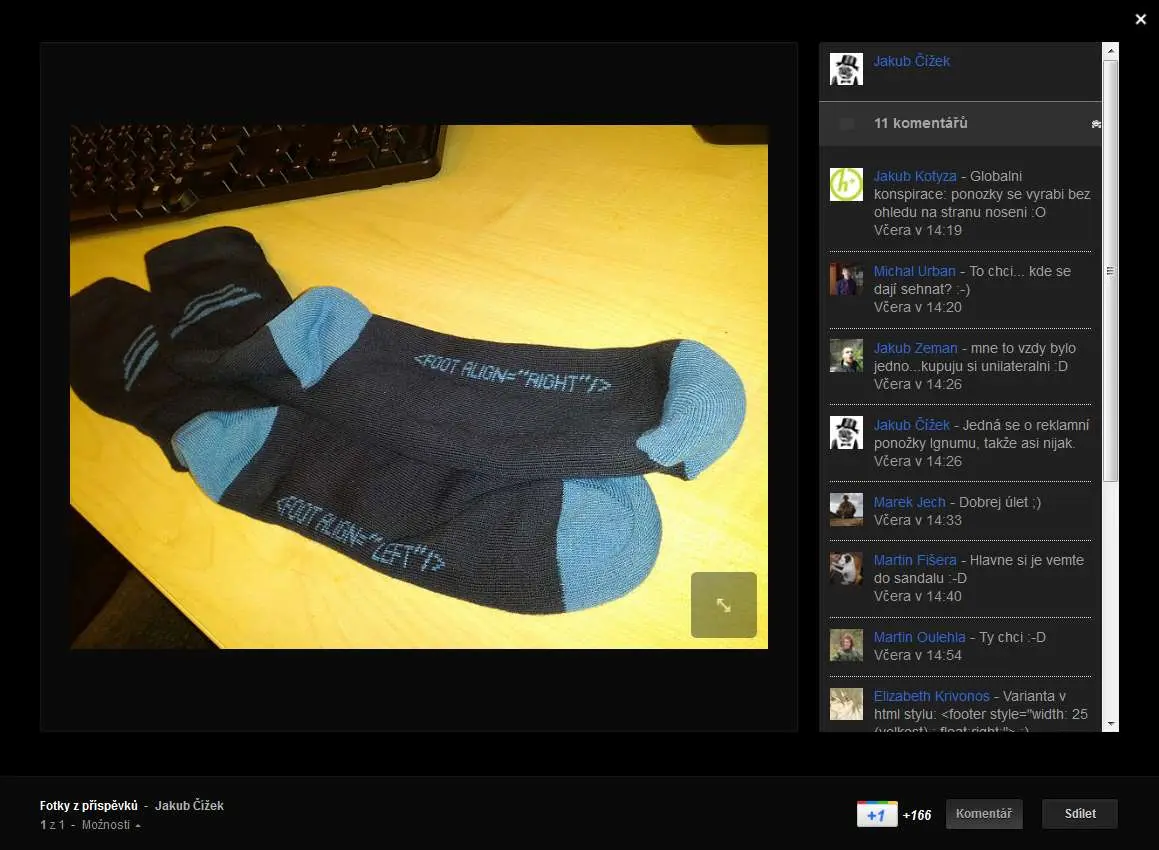 Jakub Čížek
11 komentářů
Jakub Kotyza - Globalni
konspirace: ponozky se vyrabi bez
ohledu na stranu noseni :O
Včera v 14:19
Michal Urban - To chci... kde se
dají sehnat? :-)
Včera v 14:20
Jakub Zeman - mne to vzdy bylo
jedno...kupuju si unilateralni :D
Včera v 14:26
Jakub Čížek - Jedná se o reklamní
ponožky Ignumu, takže asi nijak.
Včera v 14:26
Marek Jech - Dobrej úlet ;)
Včera v 14:33
Martin Fišera - Hlavne si je vemte
do sandalu :-D
Včera v 14:40
Martin Oulehla - Ty chci :-D
Včera v 14:54
Elizabeth Krivonos - Varianta v
html stylu: <footer style="width: 25
(velkost) ; float:right;"> ;)
<FOOT ALIGN="RIGHT"/>
<FOOT ALIGN="LEFT"/>
h+
Fotky z příspěvků - Jakub Čížek
1 z 1 - Možnosti
+1 +166 Komentář Sdílet